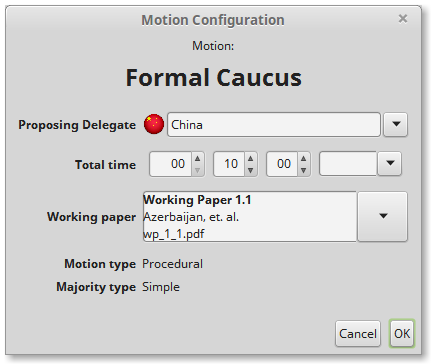 Motion Configuration
Motion:
Formal Caucus
Proposing Delegate China
Total time 00 10 00
Working paper
Working Paper 1.1
Azerbaijan, et. al.
wp_1_1.pdf
Motion type Procedural
Majority type Simple
Cancel OK